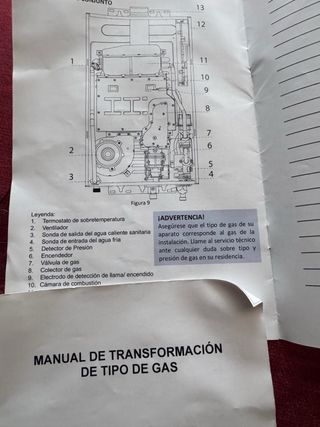 CONJUNTO
13
12
1
11
10
9
8
7
6
2
5
3
4
Figura 9
Leyenda:
1. Termostato de sobretemperatura
2. Ventilador
3. Sonda de salida del agua caliente sanitaria
4. Sonda de entrada del agua fría
5. Detector de Presión
6. Encendedor
7. Válvula de gas
8. Colector de gas
9. Electrodo de detección de llama/ encendido
10. Cámara de combustión
¡ADVERTENCIA!
Asegúrese que el tipo de gas de su
aparato corresponde al gas de la
instalación. Llame al servicio técnico
ante cualquier duda sobre tipo y
presión de gas en su residencia.
MANUAL DE TRANSFORMACIÓN
DE TIPO DE GAS